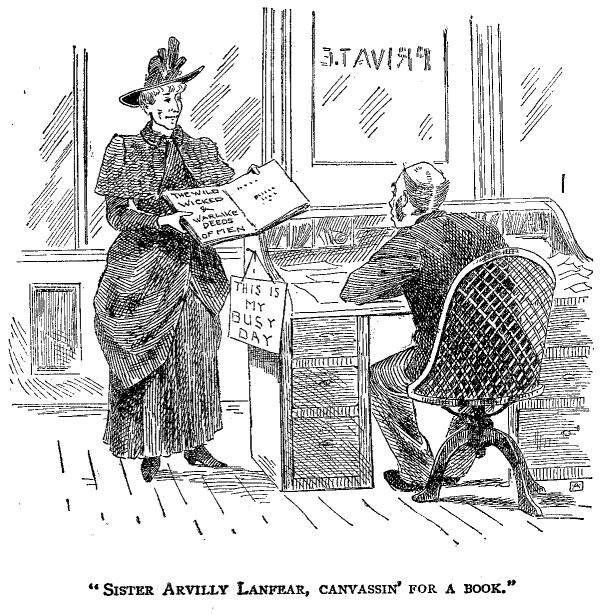 PRIVATE
THE WILD
WICKED
&
WARLIKE
DEEDS
OF MEN
THIS IS
MY
BUSY
DAY
A
"Sister Arvilly Lanfear, canvassin' for a book."